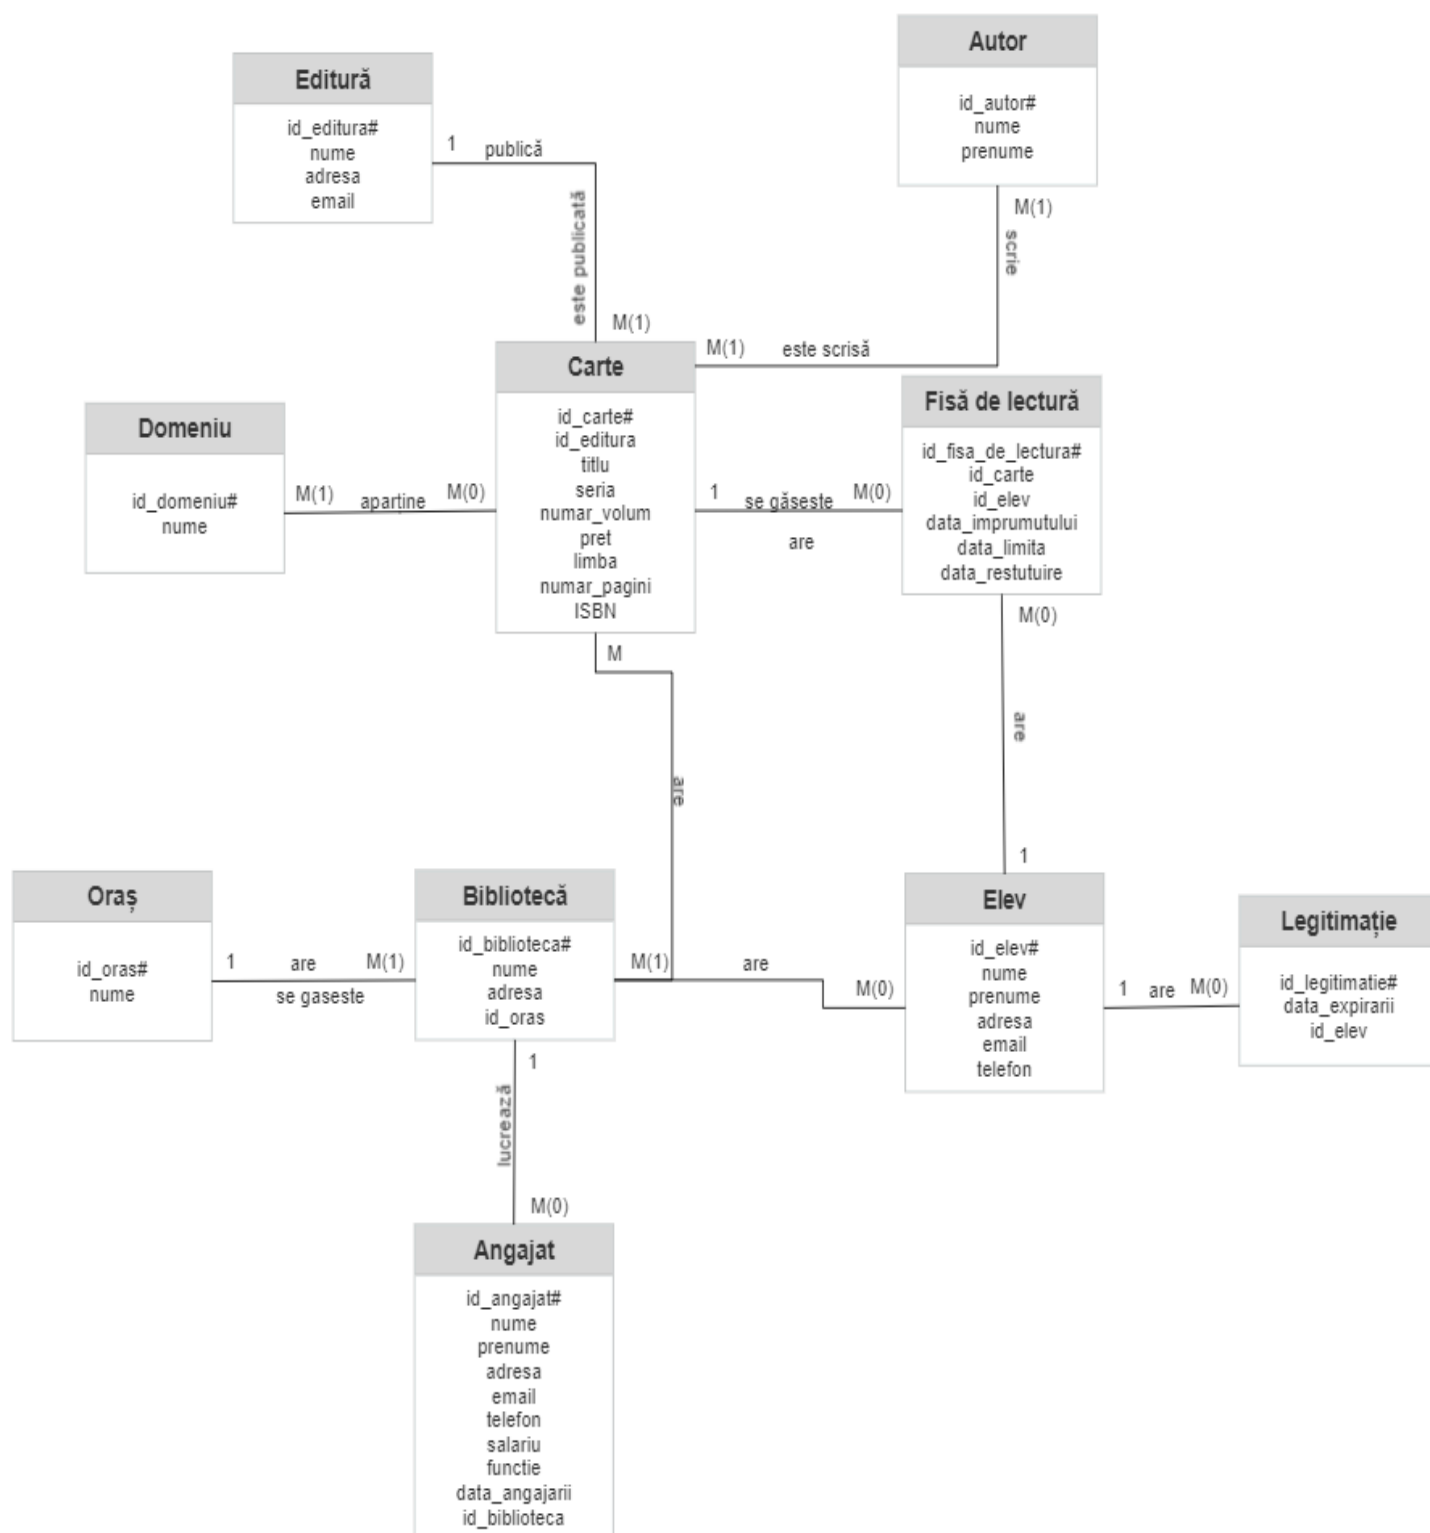 Autor
id_autor#
nume
prenume
Editură
id_editura#
nume
adresa
email
1
publică
este publicată
M(1)
M(1)
scrie
M(1)
este scrisă
Carte
id_carte#
id_editura
titlu
seria
numar_volum
pret
limba
numar_pagini
ISBN
Fisă de lectură
id_fisa_de_lectura#
id_carte
id_elev
data_imprumutului
data_limita
data_restutuire
Domeniu
id_domeniu#
nume
M(1)
aparține
M(0)
1
se găseste
M(0)
are
M
are
M(0)
are
1
Oraș
id_oras#
nume
1
are
M(1)
se gaseste
Bibliotecă
id_biblioteca#
nume
adresa
id_oras
M(1)
are
M(0)
Elev
id_elev#
nume
prenume
adresa
email
telefon
1
are
M(0)
Legitimație
id_legitimatie#
data_expirarii
id_elev
1
lucrează
M(0)
Angajat
id_angajat#
nume
prenume
adresa
email
telefon
salariu
functie
data_angajarii
id_biblioteca